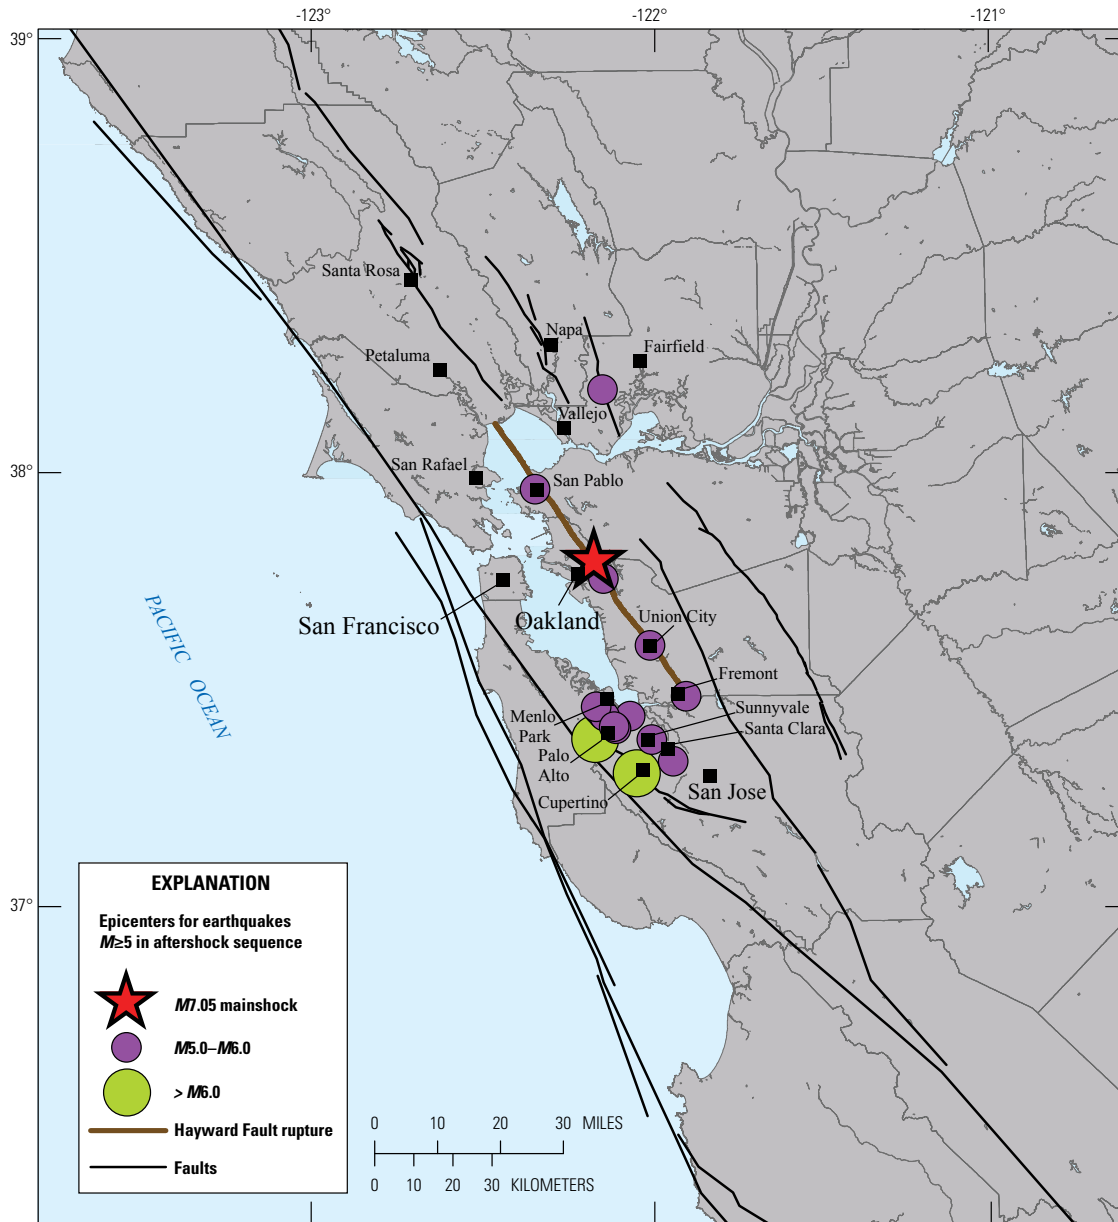 -123°
-122°
-121°
39°
Santa Rosa
Napa
Fairfield
Petaluma
Vallejo
38°
San Rafael
San Pablo
PACIFIC OCEAN
San Francisco
Oakland
Union City
Fremont
Menlo
Park
Sunnyvale
Santa Clara
Palo
Alto
San Jose
Cupertino
37°
EXPLANATION
Epicenters for earthquakes
M≥5 in aftershock sequence
M7.05 mainshock
M5.0–M6.0
> M6.0
Hayward Fault rupture
Faults
0 10 20 30 MILES
0 10 20 30 KILOMETERS